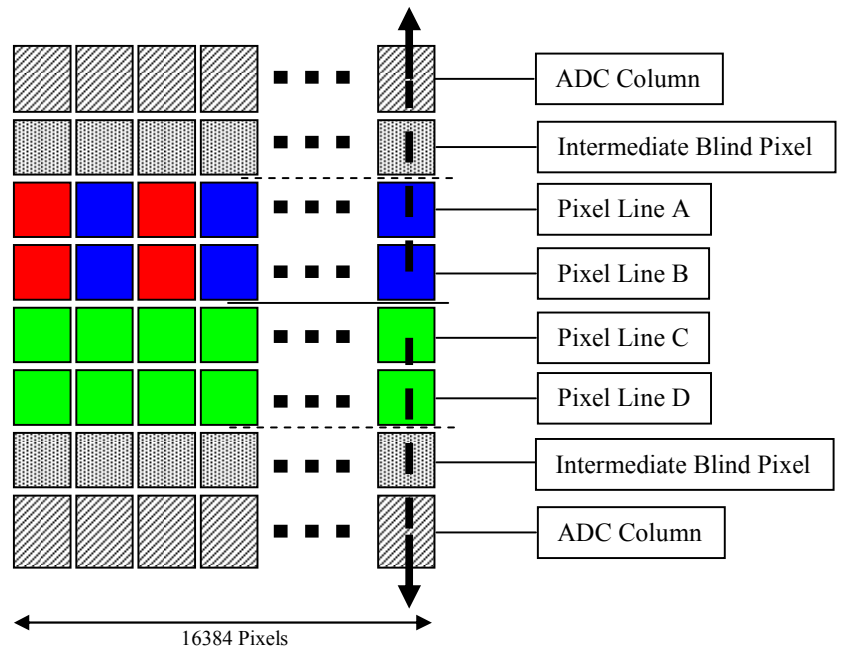 ADC Column
Intermediate Blind Pixel
Pixel Line A
Pixel Line B
Pixel Line C
Pixel Line D
Intermediate Blind Pixel
ADC Column
16384 Pixels